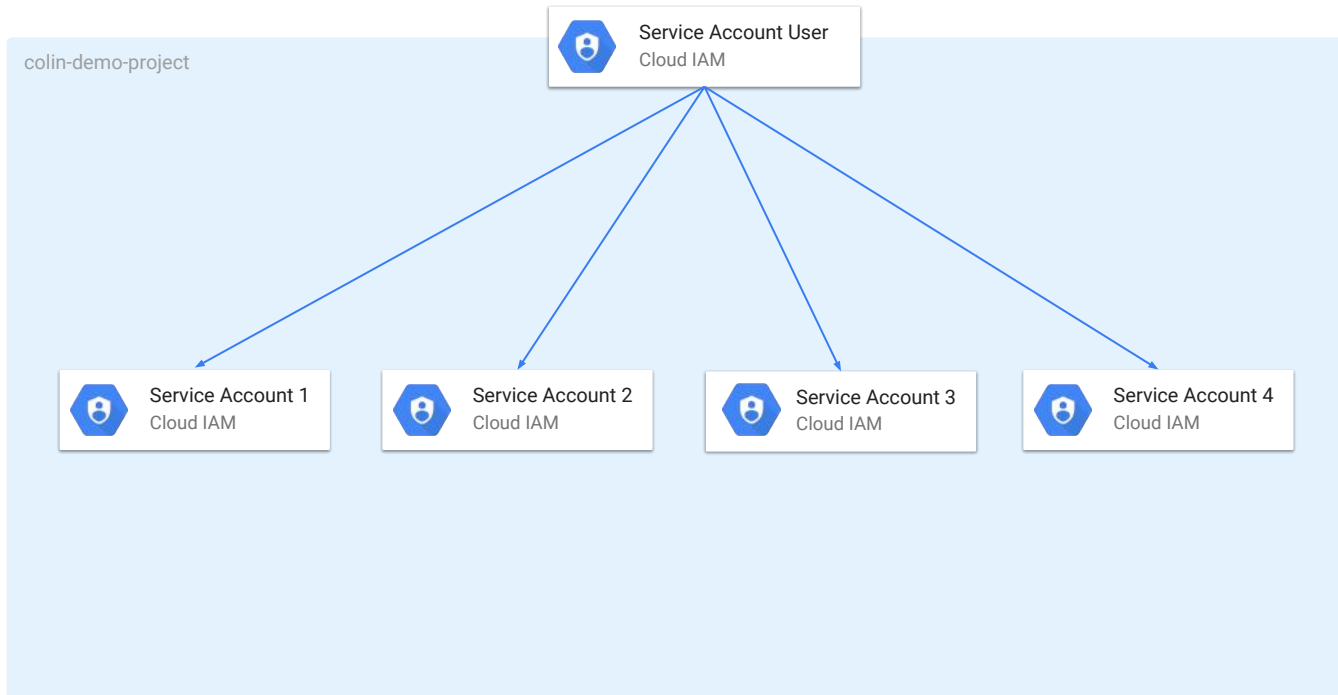 Service Account User
Cloud IAM
colin-demo-project
Service Account 1
Cloud IAM
Service Account 2
Cloud IAM
Service Account 3
Cloud IAM
Service Account 4
Cloud IAM